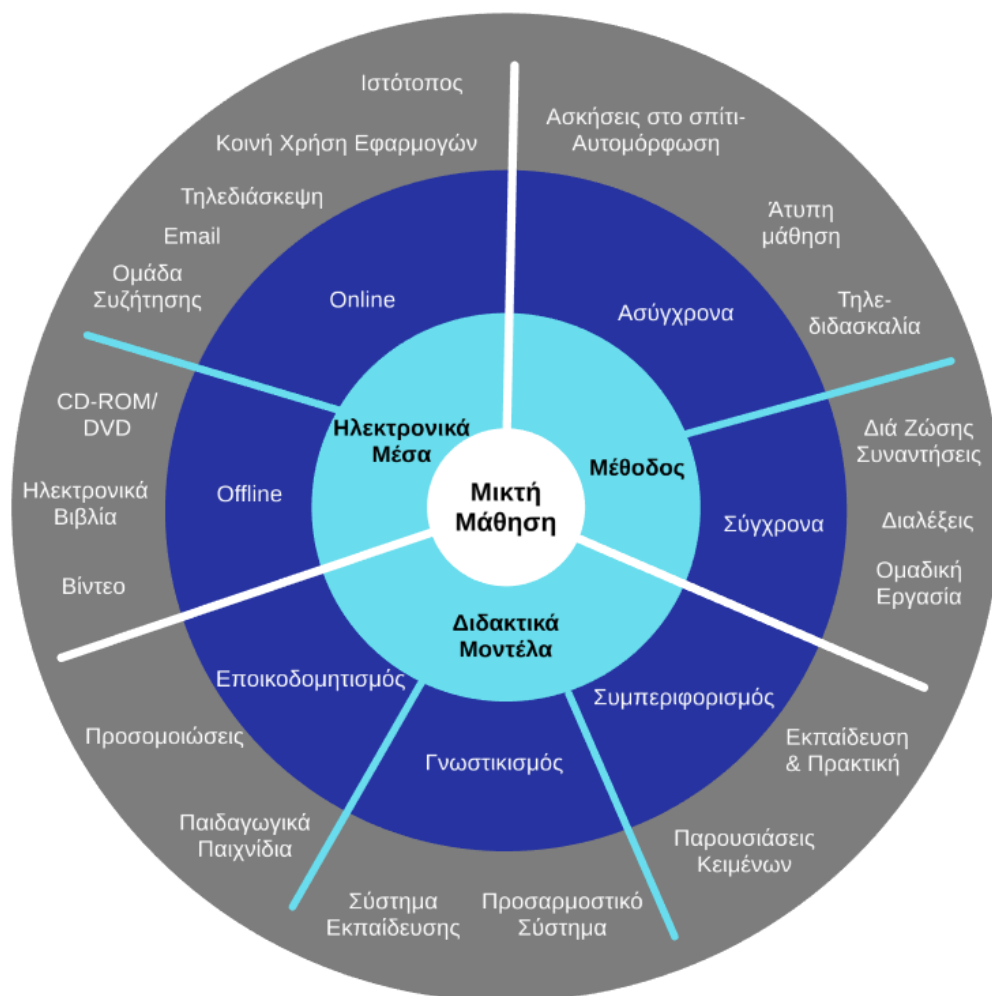 Ιστότοπος
Κοινή Χρήση Εφαρμογών
Τηλεδιάσκεψη
Email
Ομάδα
Συζήτησης
Ασκήσεις στο σπίτι-
Αυτομόρφωση
Άτυπη
μάθηση
Τηλε-
διδασκαλία
Online
Ασύγχρονα
CD-ROM/
DVD
Ηλεκτρονικά
Βιβλία
Βίντεο
Offline
Ηλεκτρονικά
Μέσα
Μικτή
Μάθηση
Μέθοδος
Σύγχρονα
Διά Ζώσης
Συναντήσεις
Διαλέξεις
Ομαδική
Εργασία
Διδακτικά
Μοντέλα
Εποικοδομητισμός
Γνωστικισμός
Συμπεριφορισμός
Προσομοιώσεις
Παιδαγωγικά
Παιχνίδια
Σύστημα
Εκπαίδευσης
Προσαρμοστικό
Σύστημα
Παρουσιάσεις
Κειμένων
Εκπαίδευση
& Πρακτική